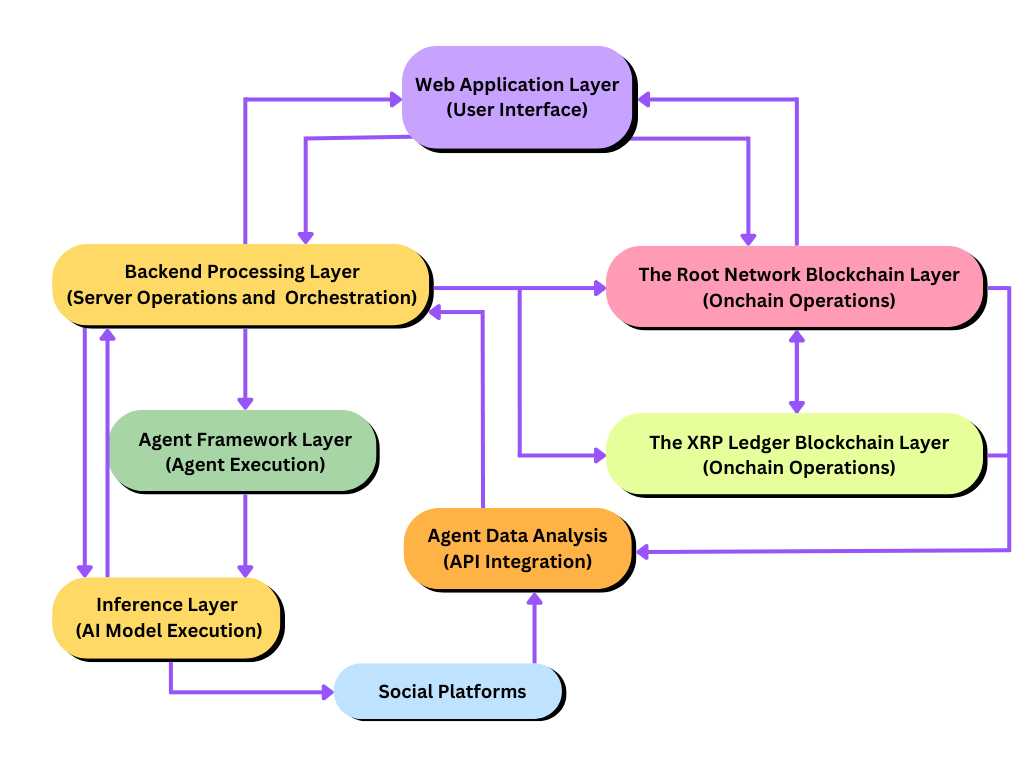 Web Application Layer
(User Interface)
Backend Processing Layer
(Server Operations and  Orchestration)
The Root Network Blockchain Layer
(Onchain Operations)
Agent Framework Layer
(Agent Execution)
The XRP Ledger Blockchain Layer
(Onchain Operations)
Agent Data Analysis
(API Integration)
Inference Layer
(AI Model Execution)
Social Platforms